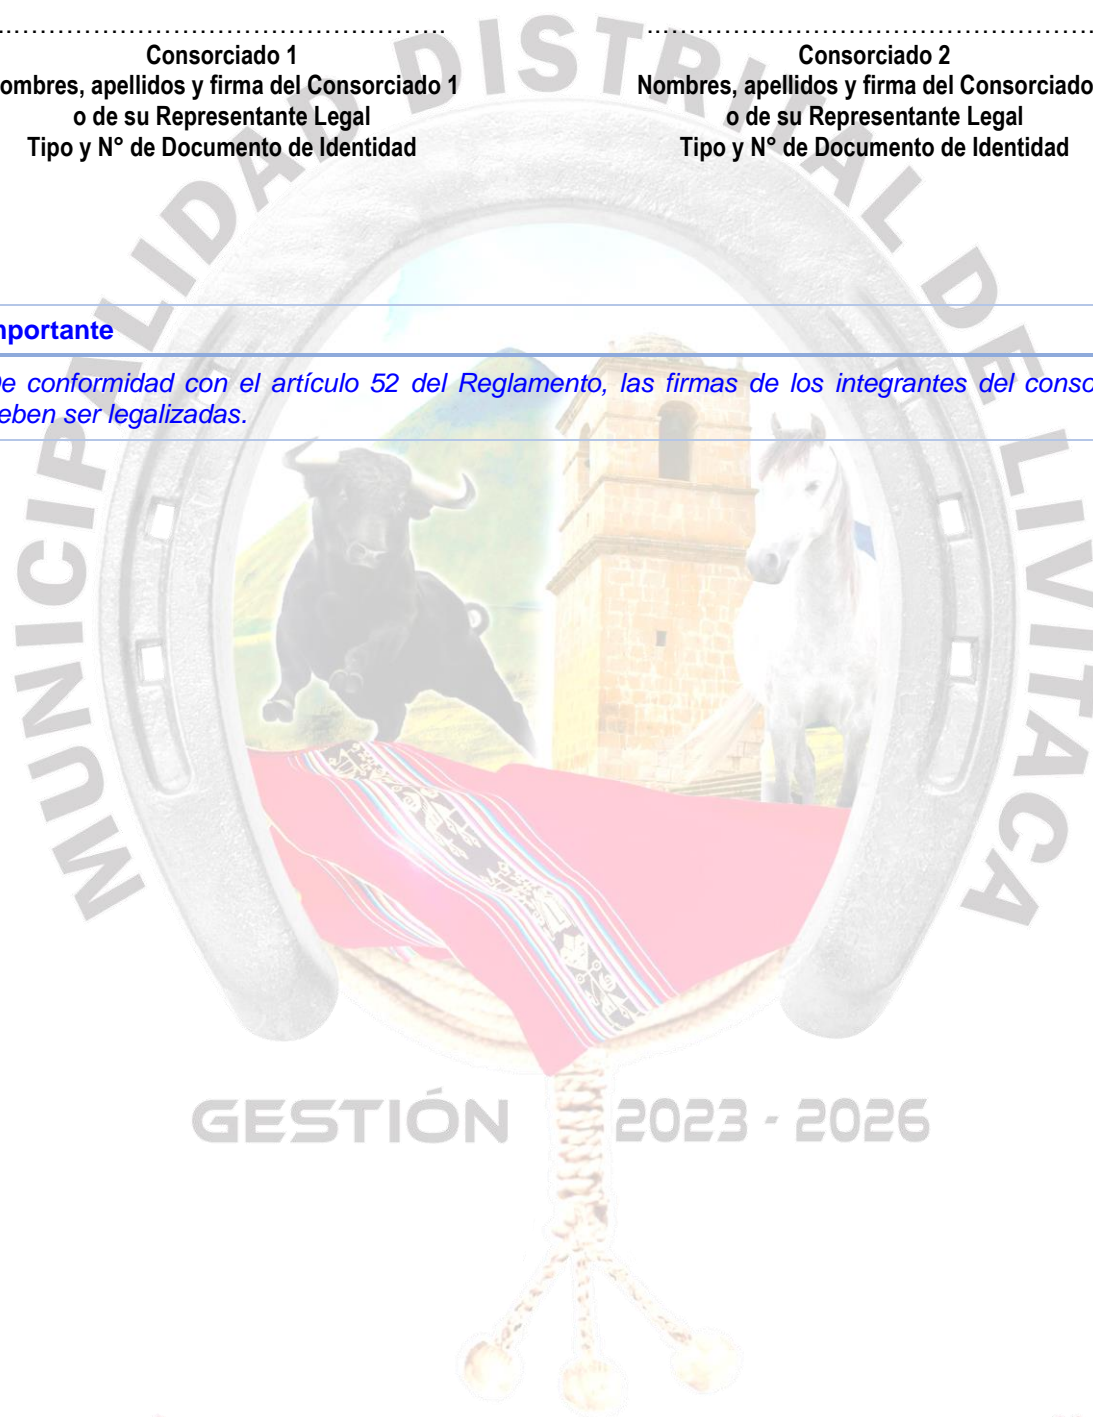 ……………………………………………..
Consorciado 1
ombres, apellidos y firma del Consorciado 1
o de su Representante Legal
Tipo y N° de Documento de Identidad
……………………………………………..
Consorciado 2
Nombres, apellidos y firma del Consorciado
o de su Representante Legal
Tipo y N° de Documento de Identidad
mportante
De conformidad con el artículo 52 del Reglamento, las firmas de los integrantes del conso
eben ser legalizadas.
MUNICIPALIDAD DISTRITAL DE LIVITACA
GESTIÓN 2023 - 2026